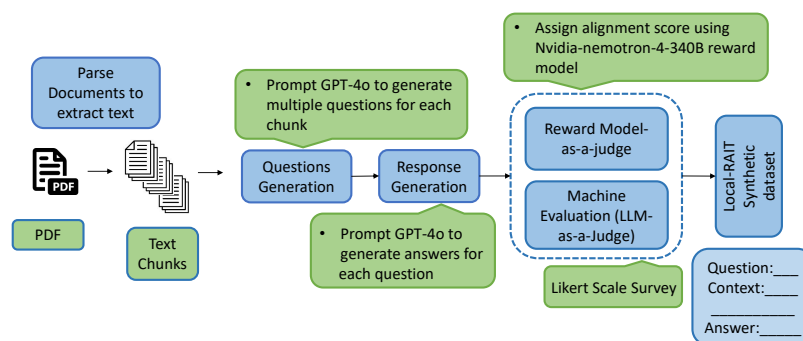 Parse
Documents to
extract text
PDF
PDF
Text
Chunks
• Prompt GPT-4o to generate
multiple questions for each
chunk
Questions
Generation
Response
Generation
• Prompt GPT-4o to
generate answers for
each question
• Assign alignment score using
Nvidia-nemotron-4-340B reward
model
Reward Model-
as-a-judge
Machine
Evaluation (LLM-
as-a-Judge)
Likert Scale Survey
Local-RAIT
Synthetic
dataset
Question:___
Context:____
__________
Answer:_____